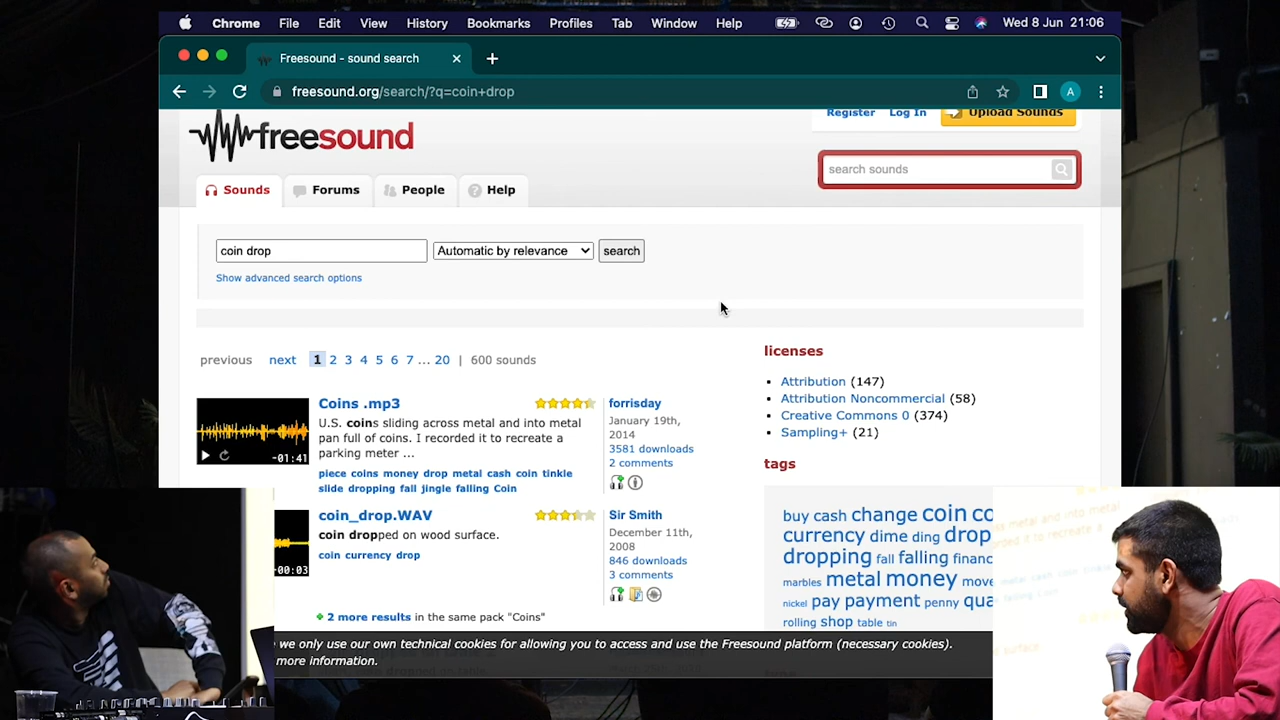 Chrome File Edit View History Bookmarks Profiles Tab Window Help Wed 8 Jun 21:06
Freesound - sound search
freesound.org/search/?q=coin+drop A
Register Log In Upload Sounds
freesound
search sounds
Sounds Forums People Help
coin drop Automatic by relevance search
Show advanced search options
previous next 1 2 3 4 5 6 7 ... 20 | 600 sounds
Coins .mp3
U.S. coins sliding across metal and into metal
pan full of coins. I recorded it to recreate a
parking meter ...
piece coins money drop metal cash coin tinkle
slide dropping fall jingle falling Coin
-01:41
forrisday
January 19th,
2014
3581 downloads
2 comments
coin_drop.WAV
coin dropped on wood surface.
coin currency drop
-00:03
Sir Smith
December 11th,
2008
846 downloads
3 comments
2 more results in the same pack "Coins"
licenses
Attribution (147)
Attribution Noncommercial (58)
Creative Commons 0 (374)
Sampling+ (21)
tags
buy cash change coin co
currency dime ding drop
dropping fall falling financ
marbles metal money move
nickel pay payment penny qua
rolling shop table tin
we only use our own technical cookies for allowing you to access and use the Freesound platform (necessary cookies).
more information.